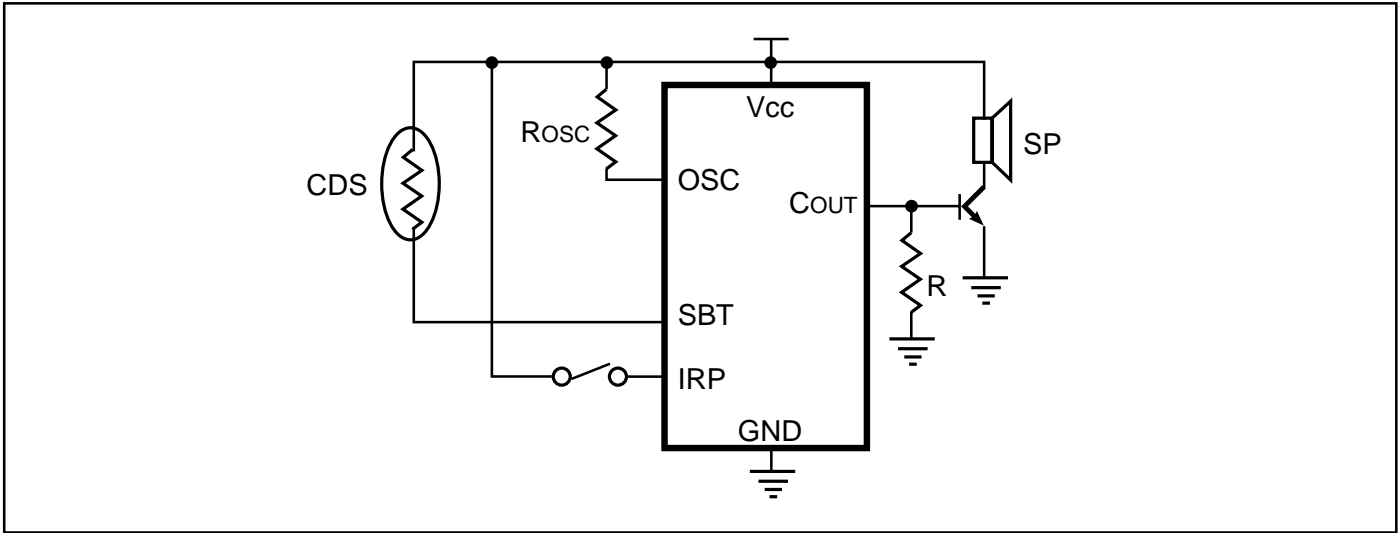 Vcc
ROSC
SP
CDS
OSC
COUT
R
SBT
IRP
GND